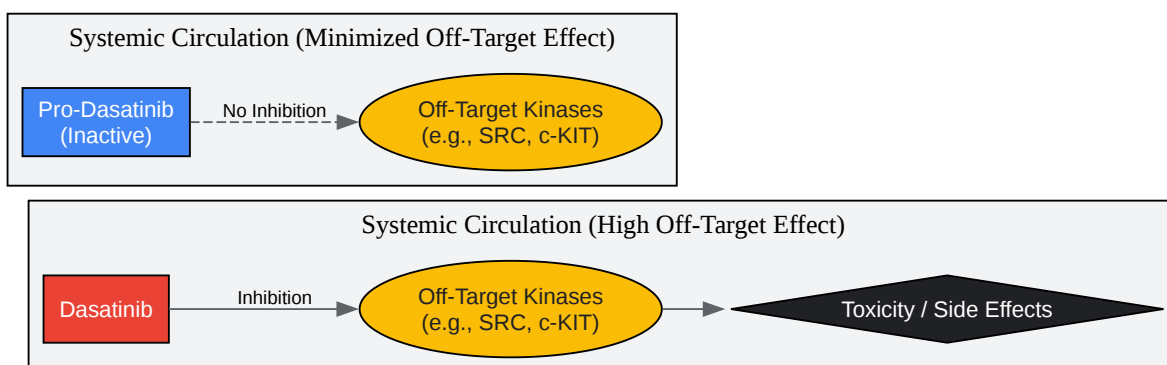 Systemic Circulation (Minimized Off-Target Effect)
Pro-Dasatinib
(Inactive)
No Inhibition
Off-Target Kinases
(e.g., SRC, c-KIT)
Systemic Circulation (High Off-Target Effect)
Dasatinib
Inhibition
Off-Target Kinases
(e.g., SRC, c-KIT)
Toxicity / Side Effects